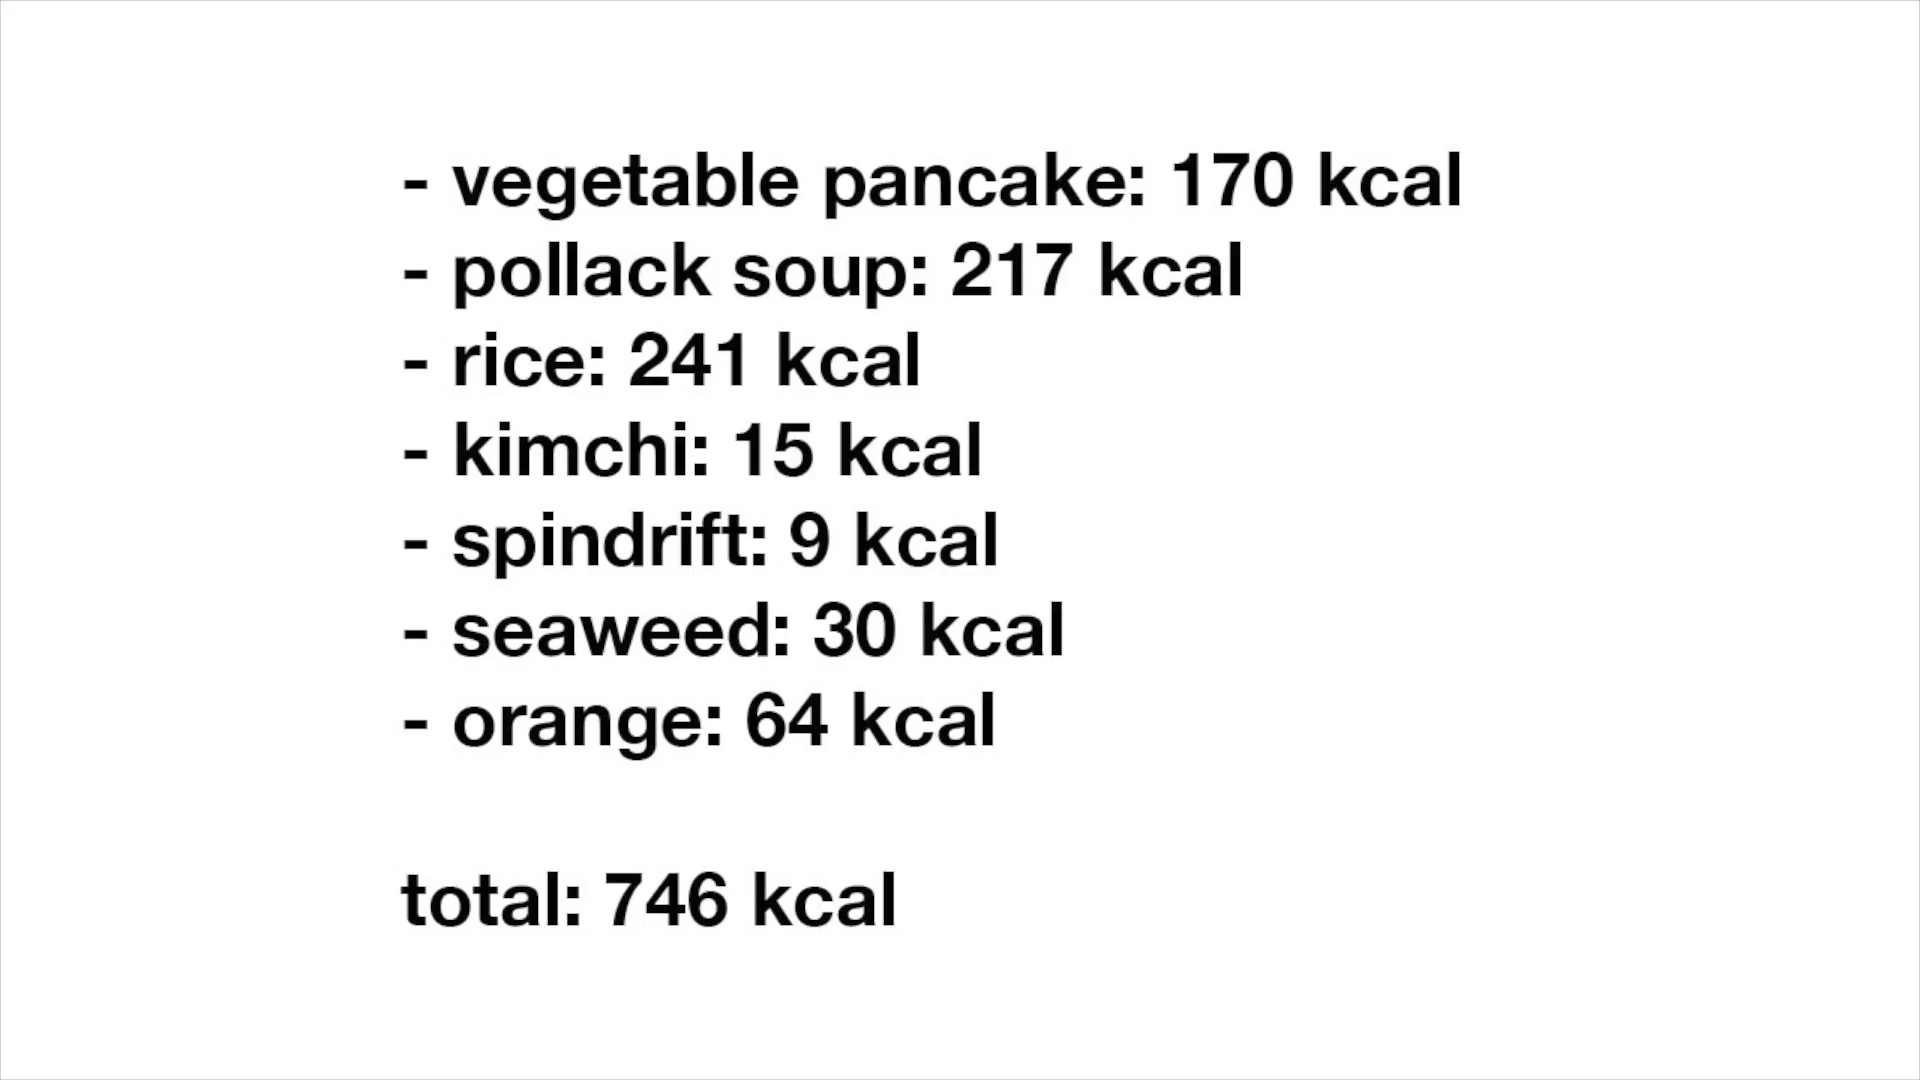 - vegetable pancake: 170 kcal
- pollack soup: 217 kcal
- rice: 241 kcal
- kimchi: 15 kcal
- spindrift: 9 kcal
- seaweed: 30 kcal
- orange: 64 kcal
total: 746 kcal